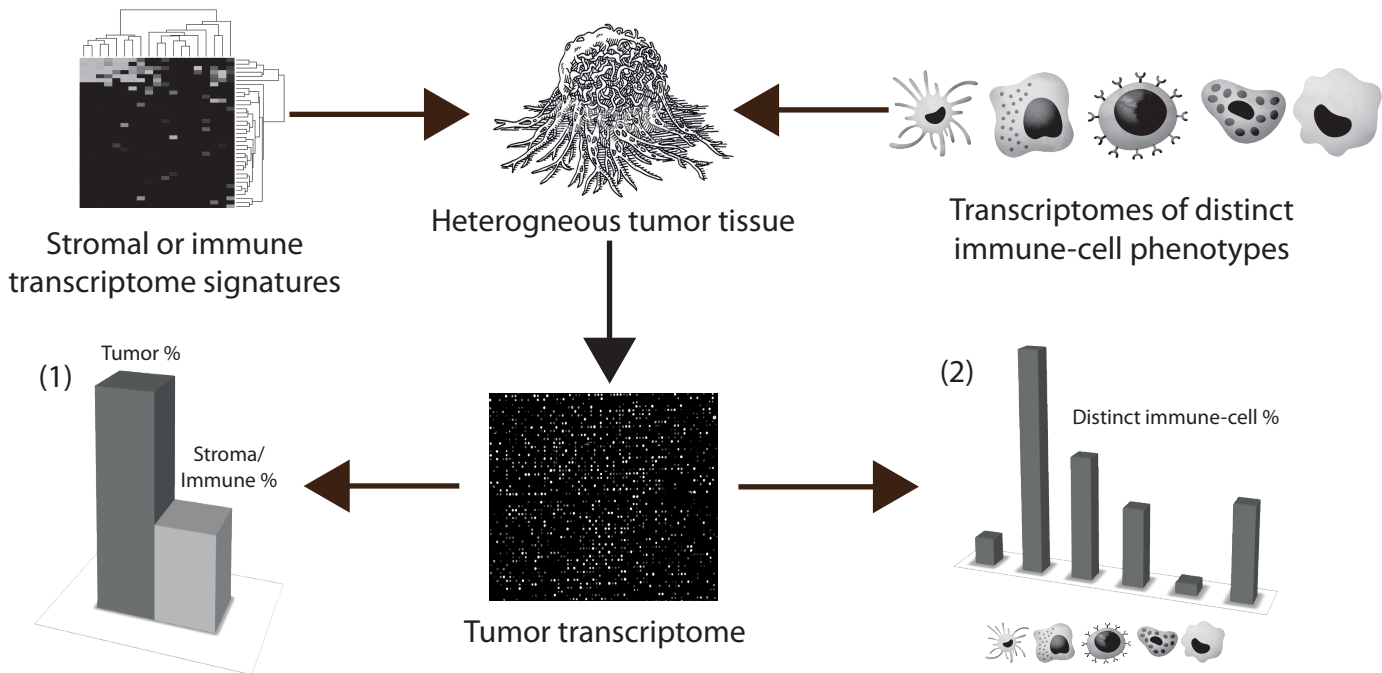 Stromal or immune
transcriptome signatures
Heterogneous tumor tissue
Transcriptomes of distinct
immune-cell phenotypes
(1)
Tumor %
Stroma/
Immune %
Tumor transcriptome
(2)
Distinct immune-cell %